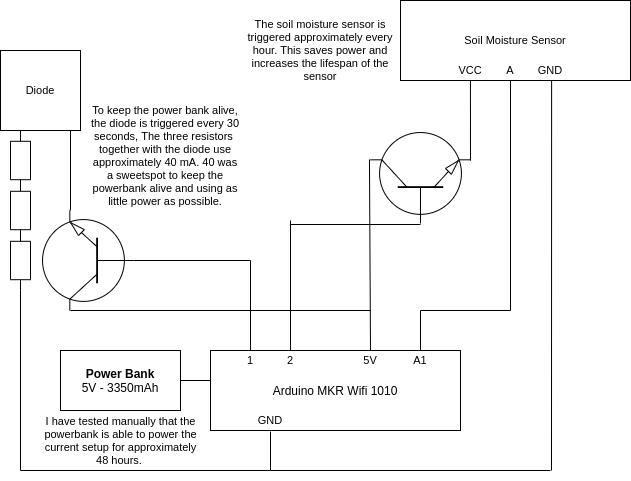 The soil moisture sensor is
triggered approximately every
hour. This saves power and
increases the lifespan of the
sensor
Soil Moisture Sensor
VCC
A
GND
Diode
To keep the power bank alive,
the diode is triggered every 30
seconds, The three resistors
together with the diode use
approximately 40 mA. 40 was
a sweetspot to keep the
powerbank alive and using as
little power as possible.
1
2
5V
A1
Arduino MKR Wifi 1010
GND
Power Bank
5V - 3350mAh
I have tested manually that the
powerbank is able to power the
current setup for approximately
48 hours.